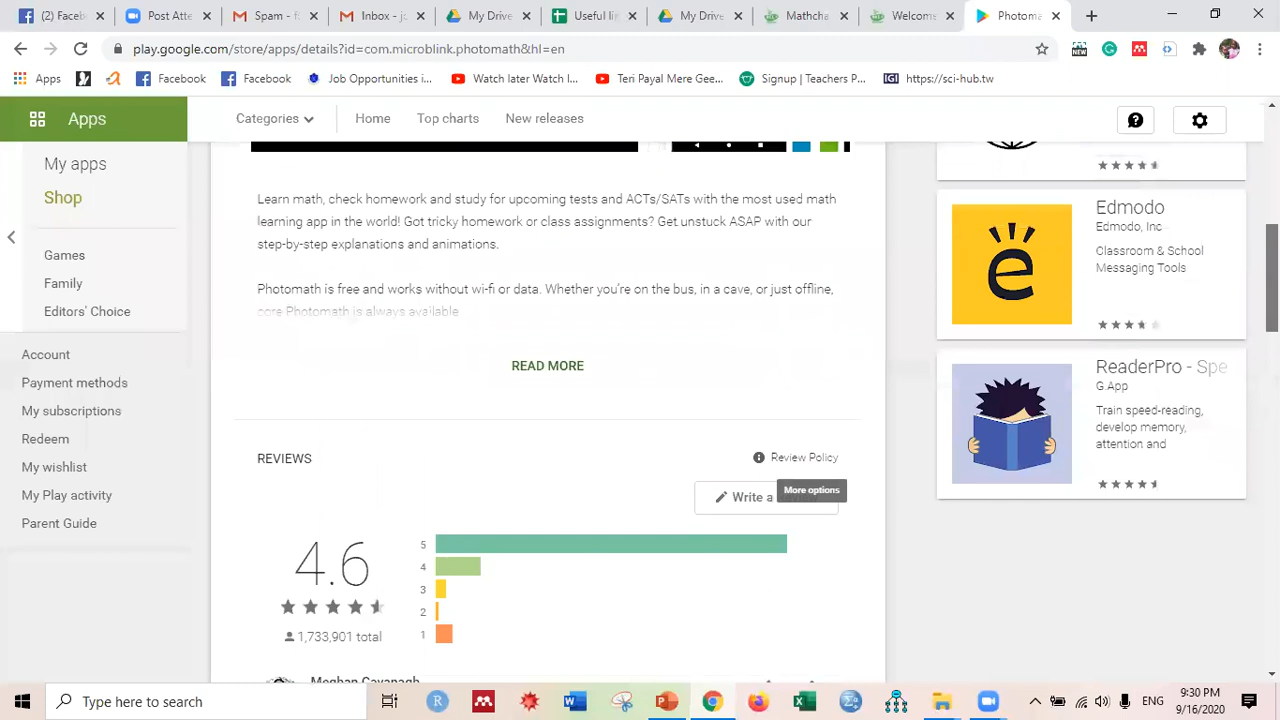 (2) Faceb
Post Atte
Spam - f
Inbox - j
My Drive
Useful li
My Drive
Mathcha
Welcome
Photoma
play.google.com/store/apps/details?id=com.microblink.photomath&hl=en
Apps
Facebook
Facebook
Job Opportunities i...
Watch later Watch l...
Teri Payal Mere Gee...
Signup | Teachers P...
https://sci-hub.tw
Apps
Categories
Home
Top charts
New releases
My apps
Shop
Games
Family
Editors' Choice
Account
Payment methods
My subscriptions
Redeem
My wishlist
My Play activity
Parent Guide
Learn math, check homework and study for upcoming tests and ACTs/SATs with the most used math
learning app in the world! Got tricky homework or class assignments? Get unstuck ASAP with our
step-by-step explanations and animations.
Photomath is free and works without wi-fi or data. Whether you're on the bus, in a cave, or just offline,
core Photomath is always available
READ MORE
REVIEWS
Review Policy
Write a
More options
4.6
5
4
3
2
1
1,733,901 total
Meghan Cavanagh
Edmodo
Edmodo, Inc
Classroom & School
Messaging Tools
ReaderPro - Spe
G.App
Train speed-reading,
develop memory,
attention and
Type here to search
ENG
9:30 PM
9/16/2020